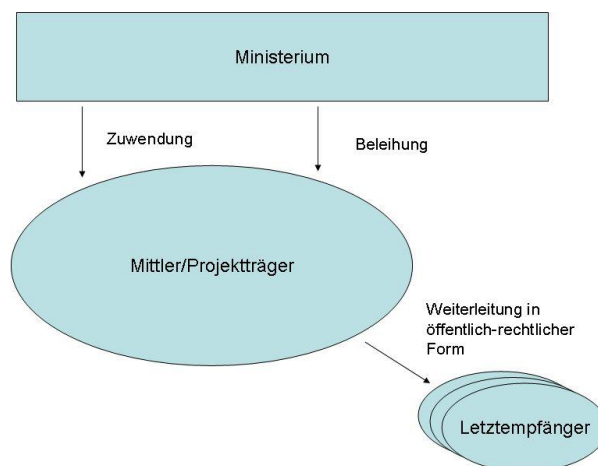 Ministerium
Zuwendung
Beleihung
Mittler/Projektträger
Weiterleitung in
öffentlich-rechtlicher
Form
Letztempfänger